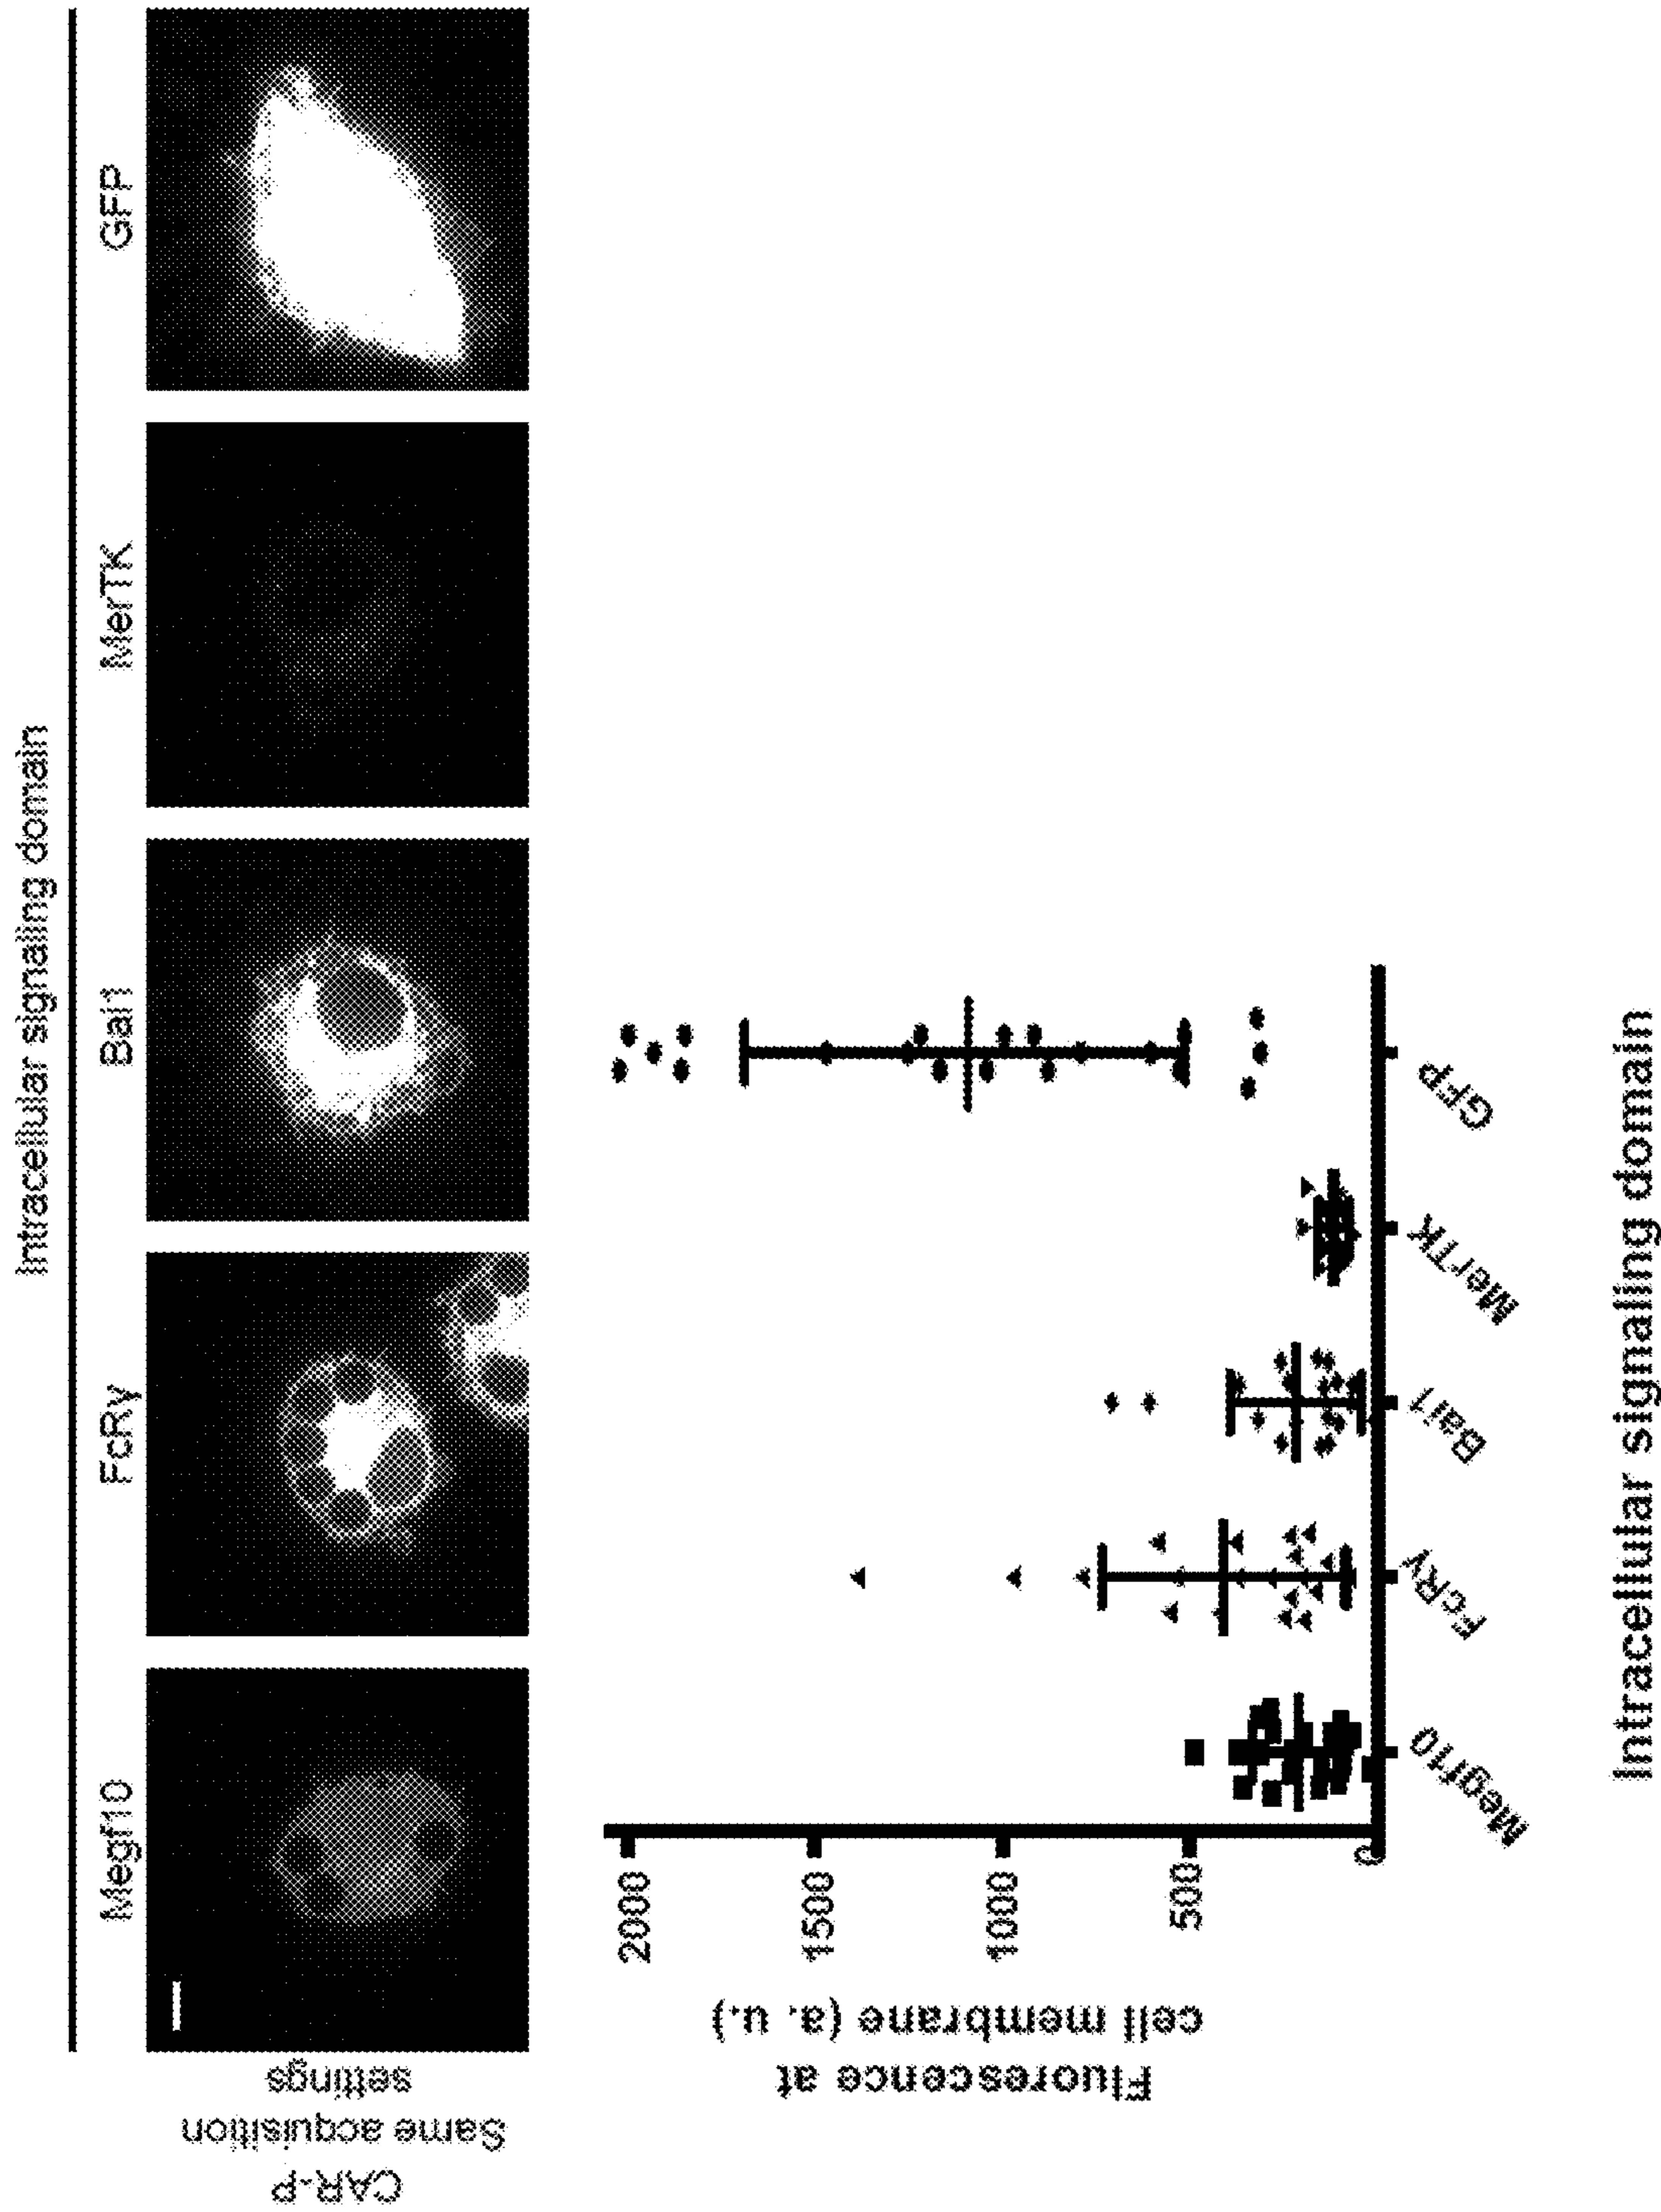 Intracellular signaling domain
Megf10 FcRγ Bai1 MerTK GFP
CAR-P
Same acquisition
settings
Fluorescence at
cell membrane (a. u.)
2000
1500
1000
500
0
Megf10 FcRγ Bai1 MerTK GFP
Intracellular signaling domain